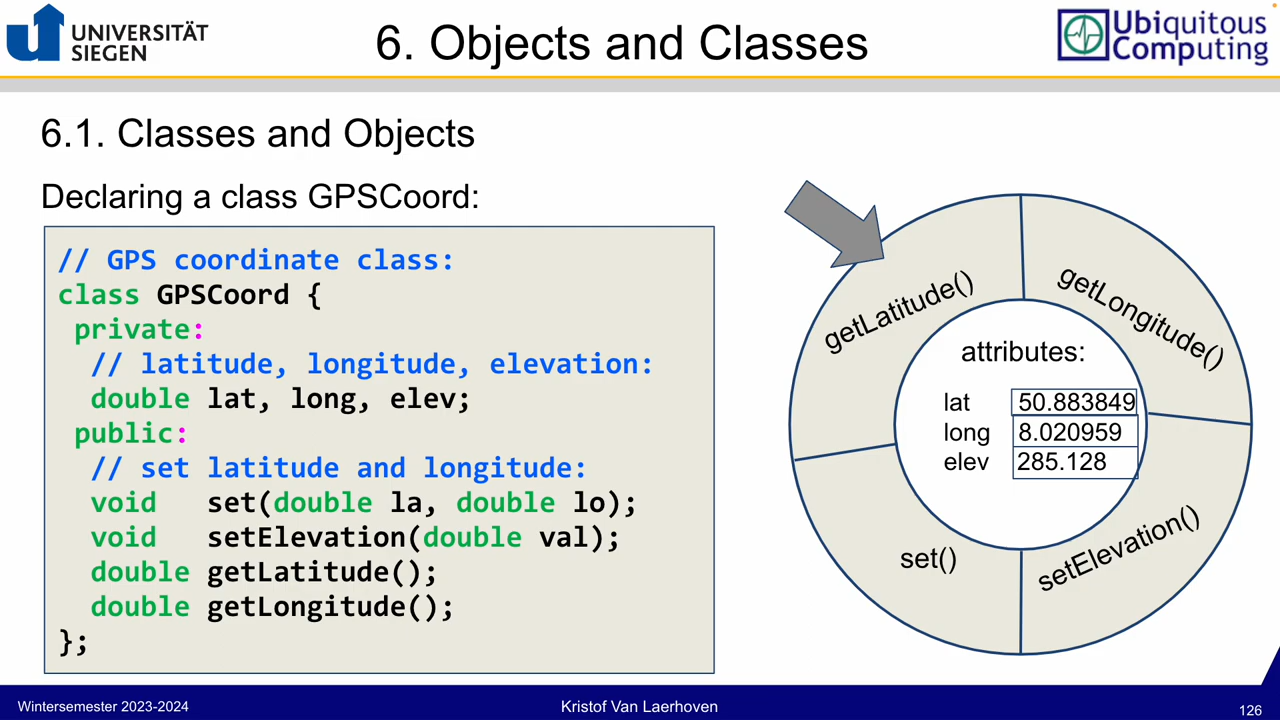 UNIVERSITÄT
SIEGEN
6. Objects and Classes
Ubiquitous
Computing
6.1. Classes and Objects
Declaring a class GPSCoord:
// GPS coordinate class:
class GPSCoord {
private:
// latitude, longitude, elevation:
double lat, long, elev;
public:
// set latitude and longitude:
void set(double la, double lo);
void setElevation(double val);
double getLatitude();
double getLongitude();
};
getLatitude()
getLongitude()
attributes:
lat 50.883849
long 8.020959
elev 285.128
set()
setElevation()
Wintersemester 2023-2024
Kristof Van Laerhoven
126